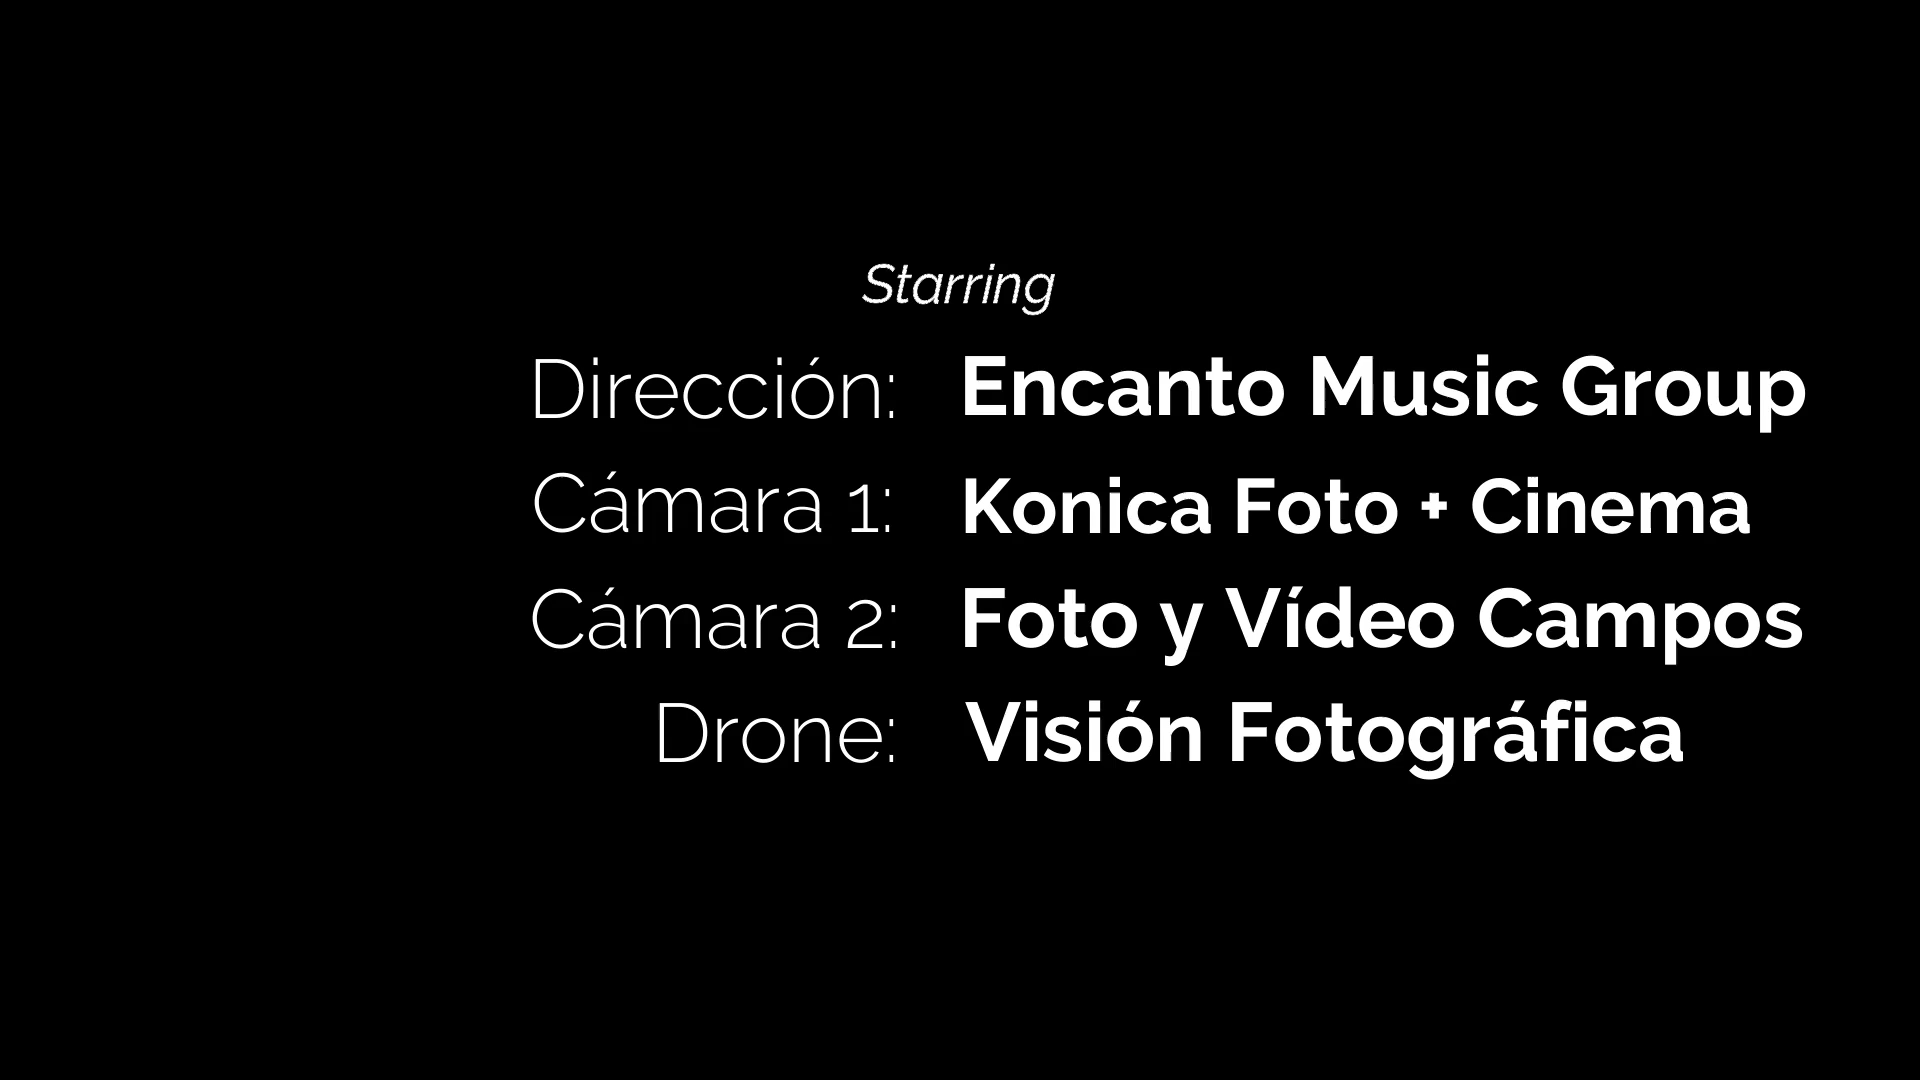 Starring
Dirección: Encanto Music Group
Cámara 1: Konica Foto + Cinema
Cámara 2: Foto y Vídeo Campos
Drone: Visión Fotográfica